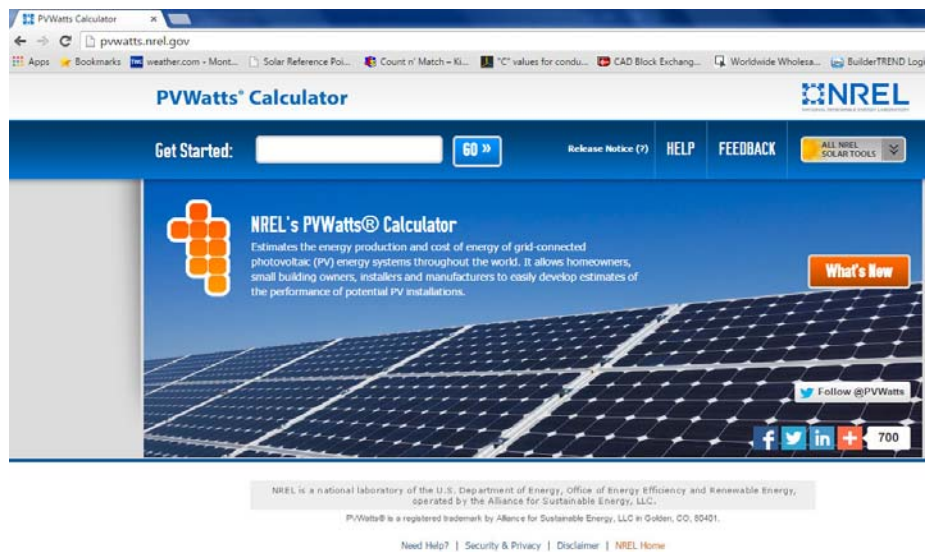 PVWatts Calculator
pvwatts.nrel.gov
Apps Bookmarks weather.com - Mont... Solar Reference Poi... Count n' Match – Ki... "C" values for condu... CAD Block Exchang... Worldwide Wholesa... BuilderTREND Logi
PVWatts® Calculator
NREL
Get Started:
GO »
Release Notice (?)
HELP
FEEDBACK
ALL NREL
SOLAR TOOLS
NREL's PVWatts® Calculator
Estimates the energy production and cost of energy of grid-connected
photovoltaic (PV) energy systems throughout the world. It allows homeowners,
small building owners, installers and manufacturers to easily develop estimates of
the performance of potential PV installations.
What's New
Follow @PVWatts
700
NREL is a national laboratory of the U.S. Department of Energy, Office of Energy Efficiency and Renewable Energy,
operated by the Alliance for Sustainable Energy, LLC.
PVWatts® is a registered trademark by Alliance for Sustainable Energy, LLC in Golden, CO, 80401.
Need Help? | Security & Privacy | Disclaimer | NREL Home